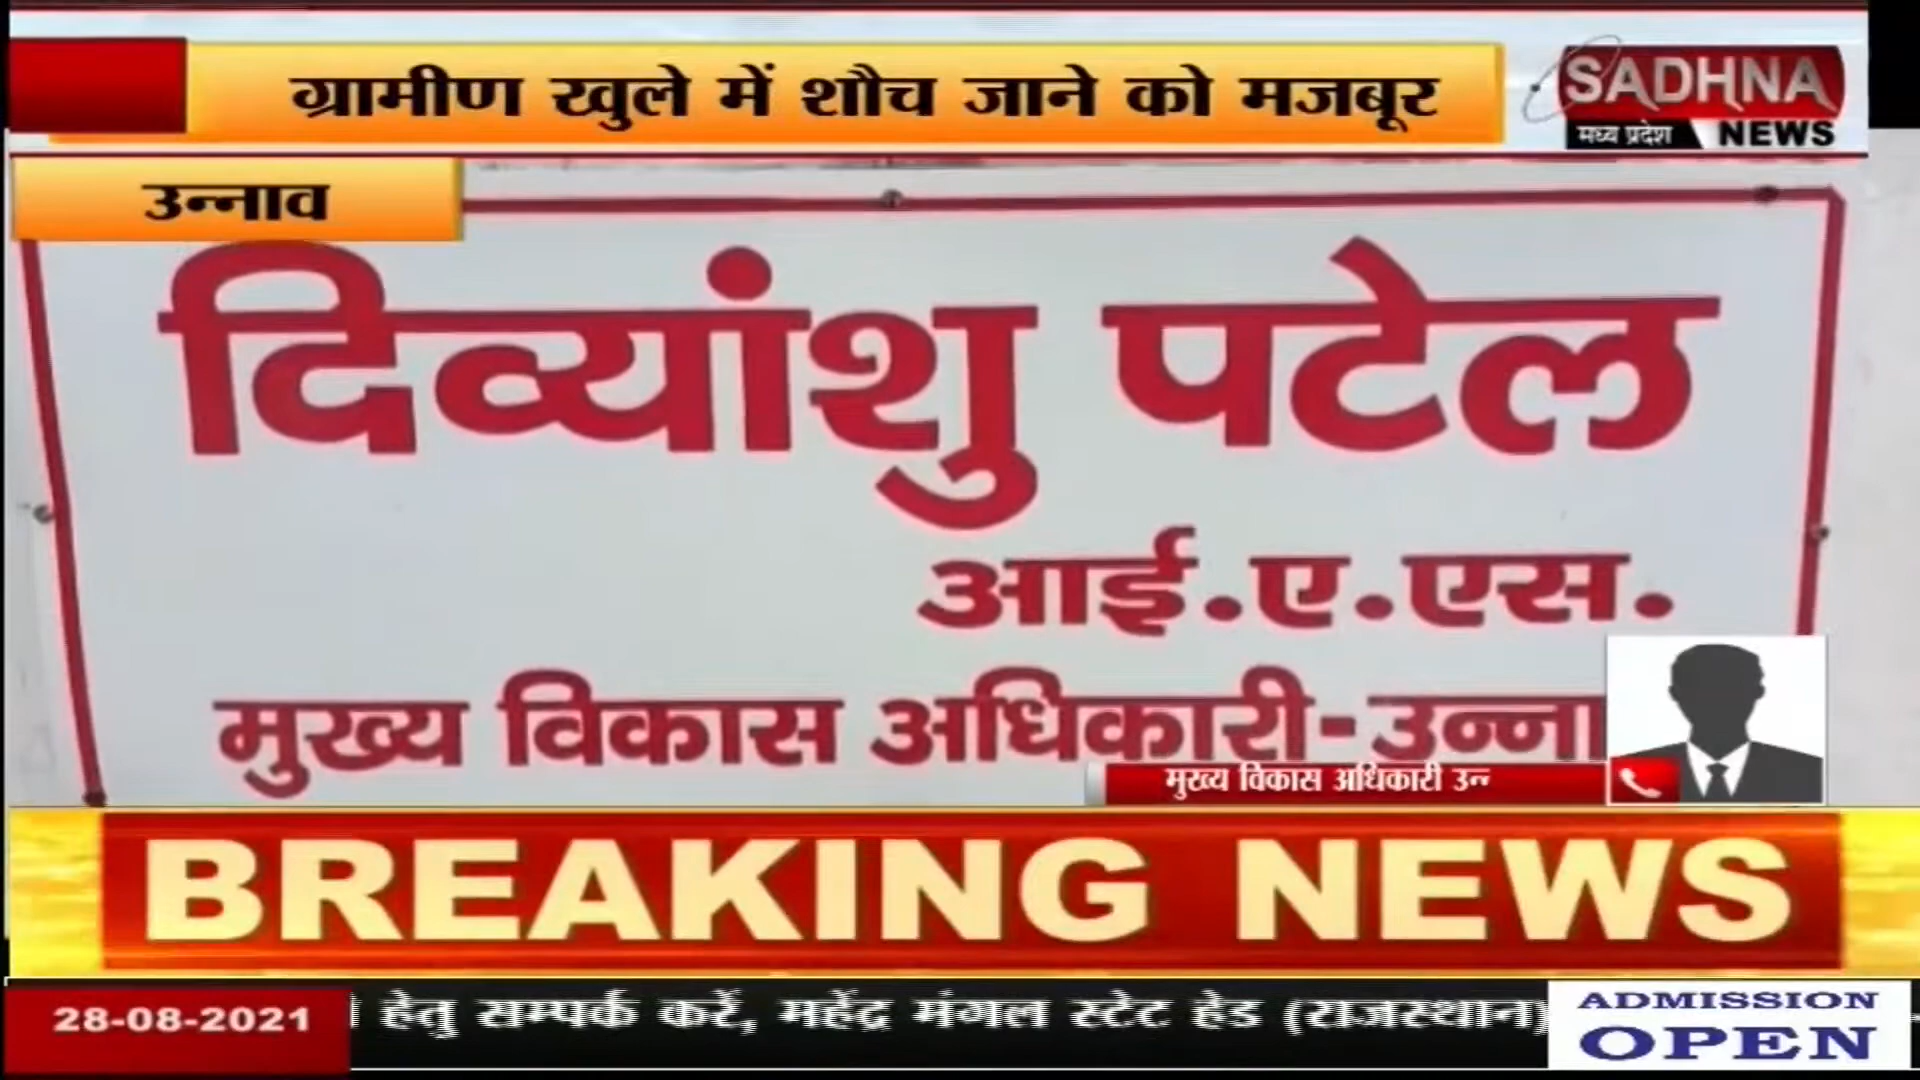 ग्रामीण खुले में शौच जाने को मजबूर
SADHNA
मध्य प्रदेश NEWS
उन्नाव
दिव्यांशु पटेल
आई.ए.एस.
मुख्य विकास अधिकारी-उन्ना
मुख्य विकास अधिकारी उन्
BREAKING NEWS
28-08-2021
हेतु सम्पर्क करें, महेंद्र मंगल स्टेट हेड (राजस्थान)
ADMISSION
OPEN